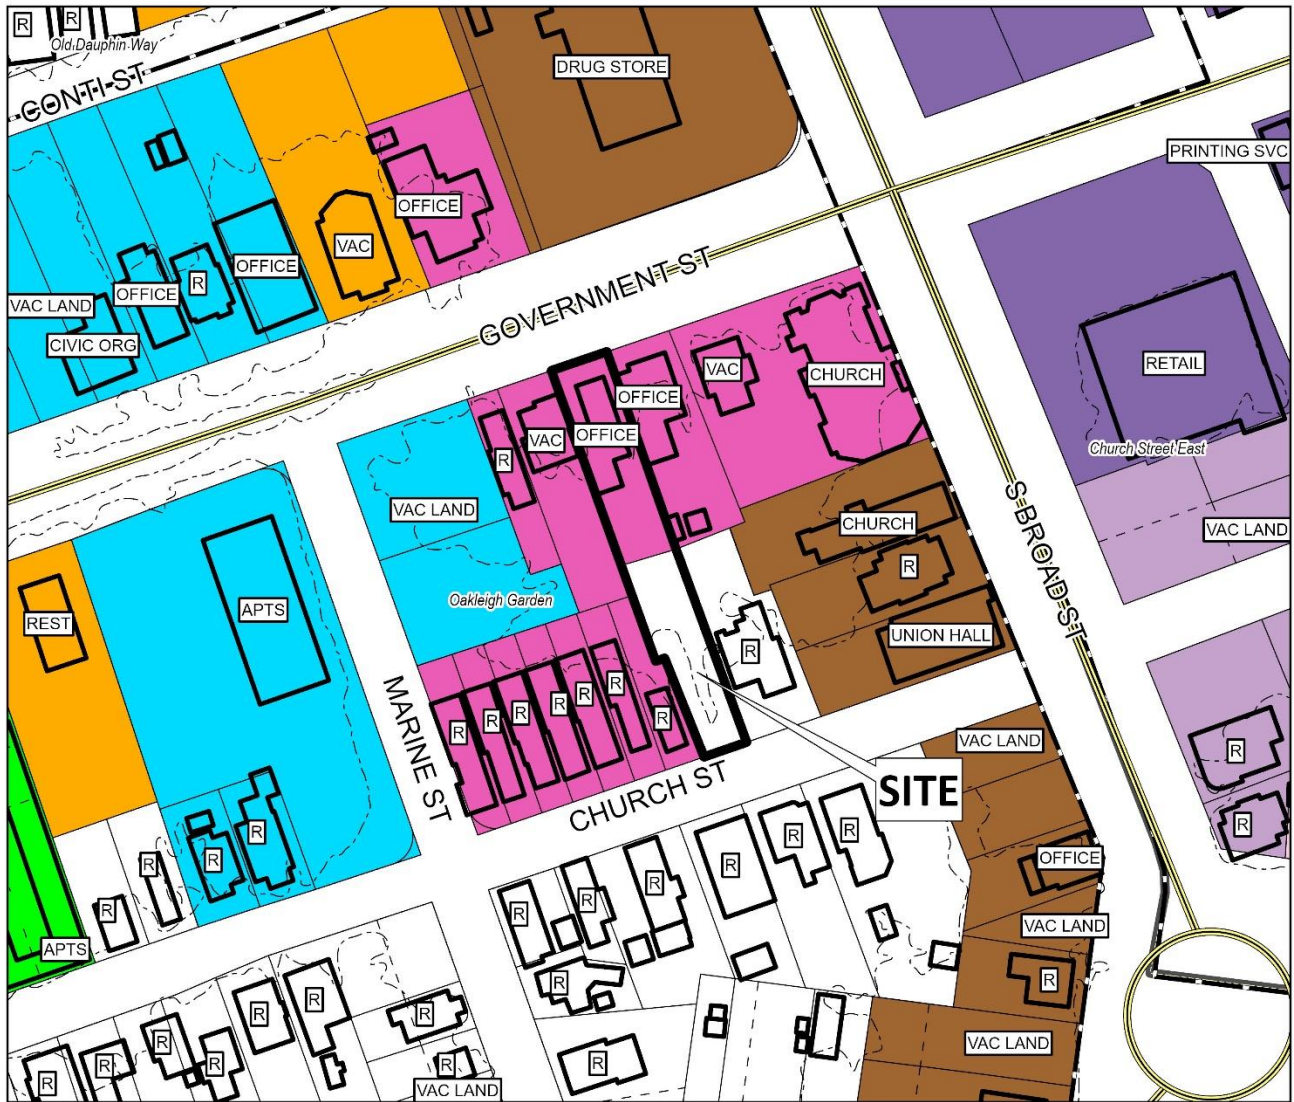 R
R
Old Dauphin Way
CONTI ST
DRUG STORE
PRINTING SVC
OFFICE
VAC
OFFICE
R
OFFICE
VAC LAND
CIVIC ORG
GOVERNMENT ST
RETAIL
VAC
CHURCH
OFFICE
OFFICE
VAC
R
Church Street East
VAC LAND
CHURCH
VAC LAND
S BROAD ST
R
APTS
Oakleigh Garden
REST
UNION HALL
R
R
R
R
R
R
R
R
R
MARINE ST
VAC LAND
R
SITE
CHURCH ST
R
R
R
R
R
R
OFFICE
R
R
R
R
R
VAC LAND
APTS
R
R
R
R
R
R
R
VAC LAND
R
R
R
R
R
VAC LAND